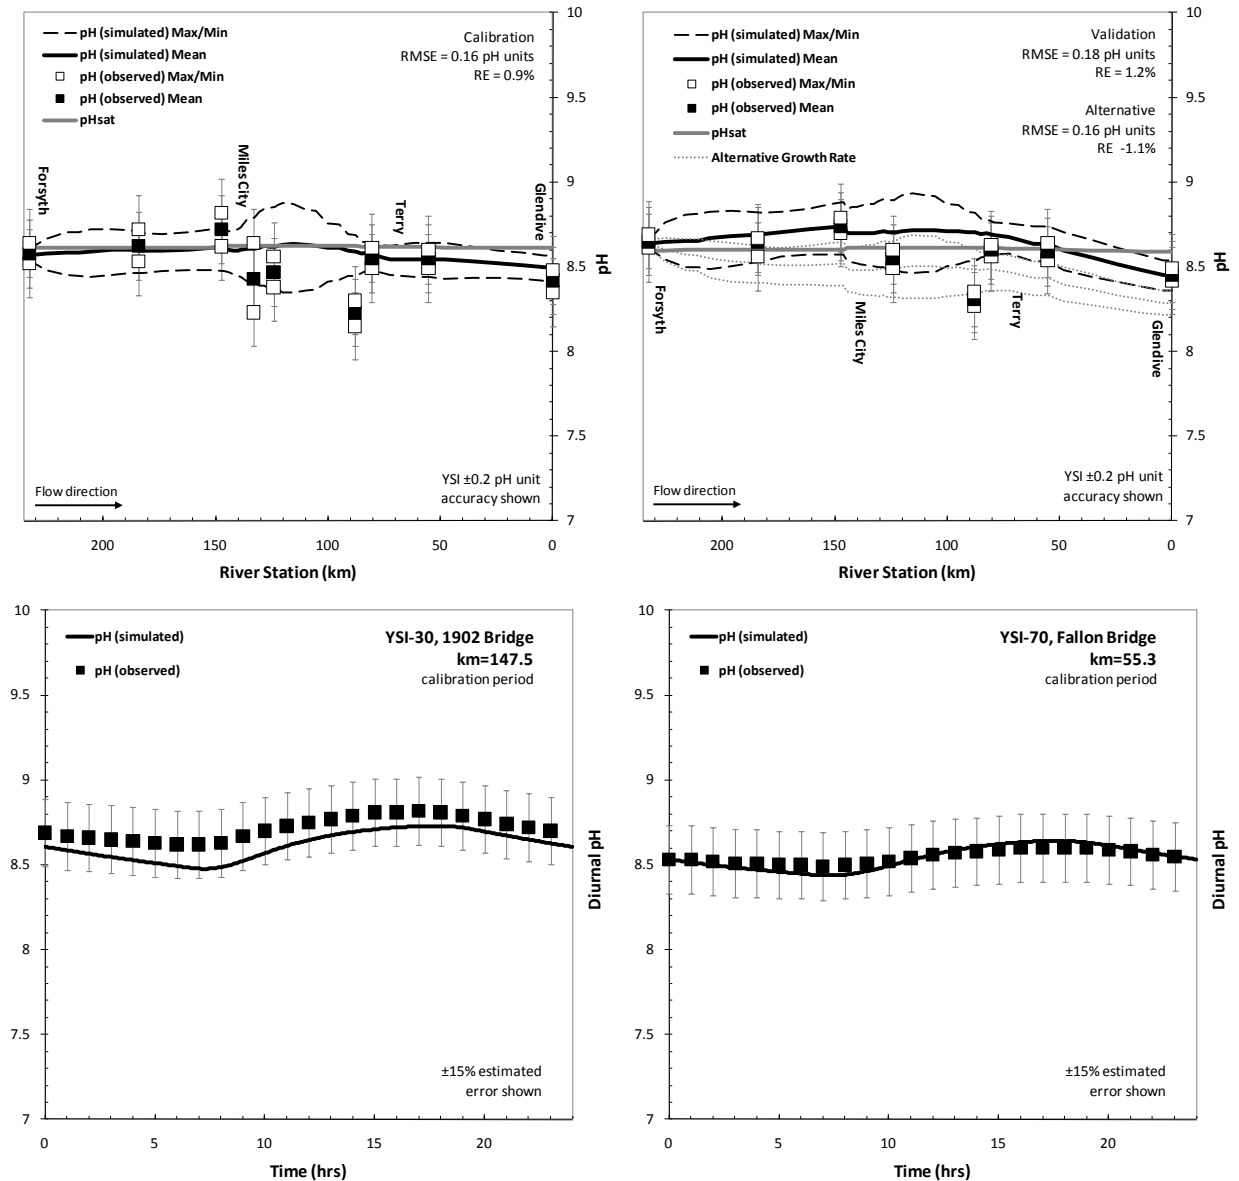 pH (simulated) Max/Min
pH (simulated) Mean
pH (observed) Max/Min
pH (observed) Mean
pHsat
Calibration
RMSE = 0.16 pH units
RE = 0.9%
Forsyth
Miles City
Terry
Glendive
10
9.5
9
8.5
8
7.5
7
pH
Flow direction
YSI ±0.2 pH unit
accuracy shown
200
150
100
50
0
River Station (km)
pH (simulated) Max/Min
pH (simulated) Mean
pH (observed) Max/Min
pH (observed) Mean
pHsat
Alternative Growth Rate
Validation
RMSE = 0.18 pH units
RE = 1.2%
Alternative
RMSE = 0.16 pH units
RE -1.1%
Forsyth
Miles City
Terry
Glendive
10
9.5
9
8.5
8
7.5
7
pH
Flow direction
YSI ±0.2 pH unit
accuracy shown
200
150
100
50
0
River Station (km)
10
9.5
9
8.5
8
7.5
7
pH (simulated)
pH (observed)
YSI-30, 1902 Bridge
km=147.5
calibration period
Diurnal pH
±15% estimated
error shown
0
5
10
15
20
Time (hrs)
10
9.5
9
8.5
8
7.5
7
pH (simulated)
pH (observed)
YSI-70, Fallon Bridge
km=55.3
calibration period
Diurnal pH
±15% estimated
error shown
0
5
10
15
20
Time (hrs)